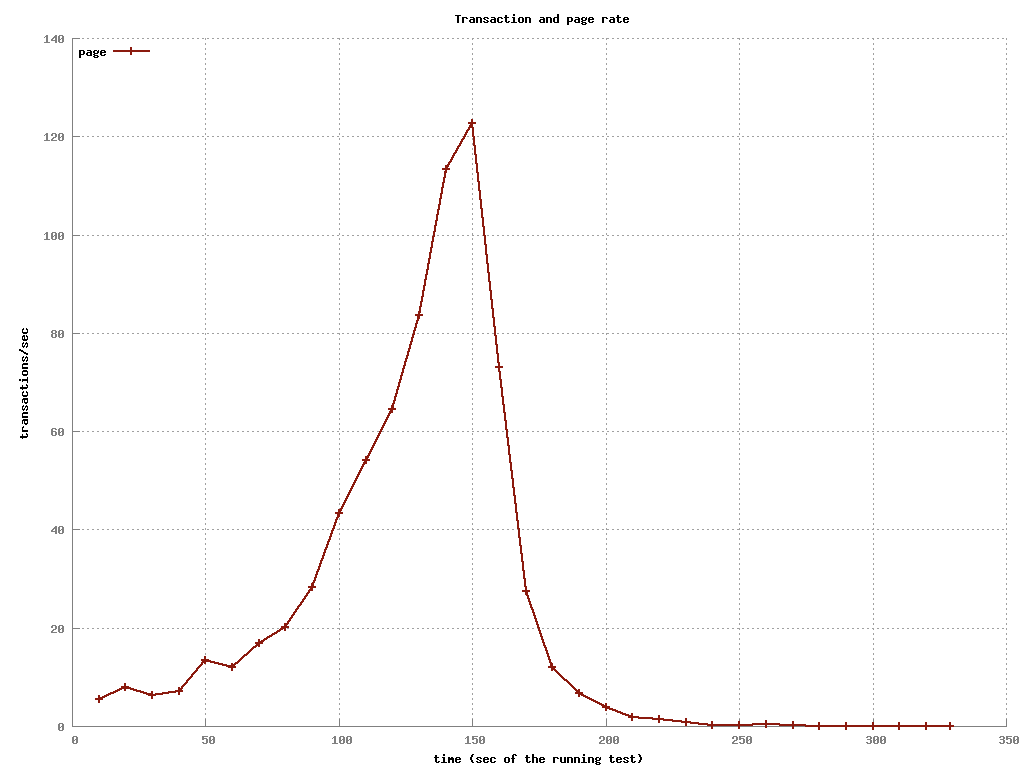 Transaction and page rate
page
140
120
100
80
60
40
20
0
transactions/sec
0 50 100 150 200 250 300 350
time (sec of the running test)